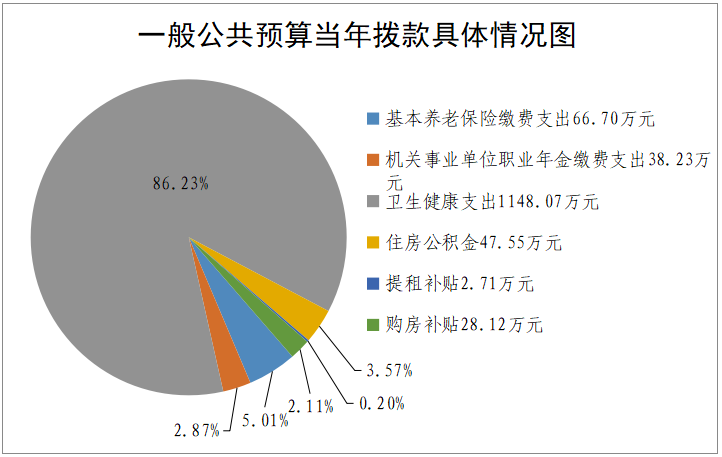 一般公共预算当年拨款具体情况图
86.23%
基本养老保险缴费支出66.70万元
机关事业单位职业年金缴费支出38.23万
元
卫生健康支出1148.07万元
住房公积金47.55万元
提租补贴2.71万元
购房补贴28.12万元
3.57%
0.20%
2.11%
5.01%
2.87%